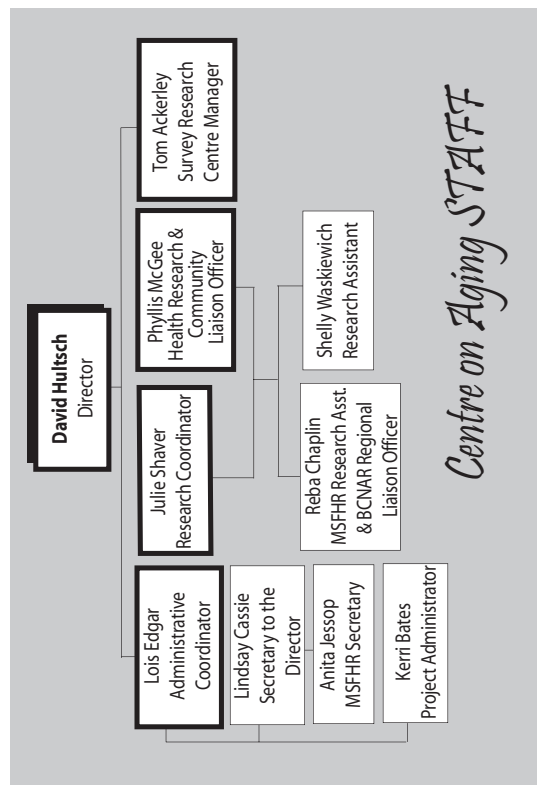 David Hultsch
Director
Lois Edgar
Administrative
Coordinator
Julie Shaver
Research Coordinator
Phyllis McGee
Health Research &
Community
Liaison Officer
Tom Ackerley
Survey Research
Centre Manager
Lindsay Cassie
Secretary to the
Director
Anita Jessop
MSFHR Secretary
Kerri Bates
Project Administrator
Reba Chaplin
MSFHR Research Asst.
& BCNAR Regional
Liaison Officer
Shelly Waskiewich
Research Assistant
Centre on Aging STAFF